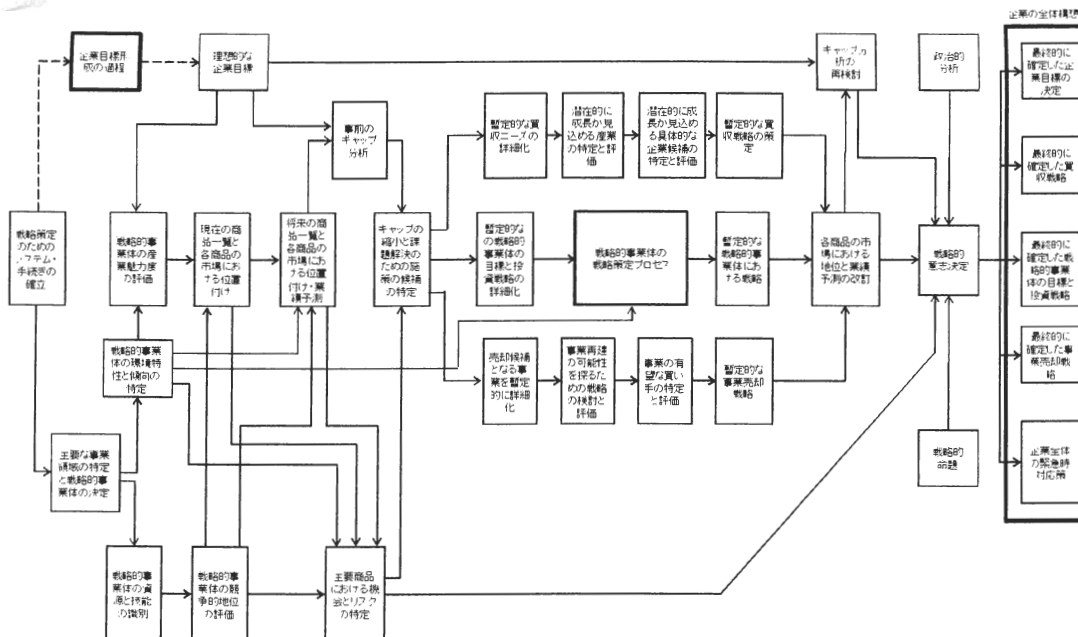 企業の全体構想
企業目標形
成の過程
理想的な
企業目標
ギャップの
分析の
再検討
政治的
分析
最終的に
確定した企
業目標の
決定
事前の
ギャップ
分析
暫定的な買
収ニーズの
詳細化
潜在的に
成長が見
込める産業
の特定と評
価
潜在的に成
長が見込め
る具体的な
企業候補の
特定と評価
暫定的な買
収戦略の策
定
最終的に
確定した買
収戦略
戦略策定
のための
システム・
手続きの
確立
戦略的事
業体の産
業魅力度
の評価
現在の商
品一覧と
各商品の
市場にお
ける位置
付け
将来の商
品一覧と
各商品の
市場にお
ける位置
付け・業
績予測
ギャップの
縮小と課
題解決の
ための施
策の候補
の特定
暫定的な
の戦略的
事業体の
目標と投
資戦略の
詳細化
戦略的事業体の
戦略策定プロセス
暫定的な
戦略的事
業体にお
ける戦略
各商品の市
場における
地位と業績
予測の改訂
戦略的
意志決定
最終的に
確定した戦
略的事業
体の目標と
投資戦略
戦略的事業
体の環境特
性と傾向の
特定
売却候補
となる事
業を暫定
的に詳細
化
事業再建
の可能性
を探るた
めの戦略
の検討と
評価
事業の有
望な買い
手の特定
と評価
暫定的な
事業売却
戦略
最終的に
確定した事
業売却戦
略
主要な事業
領域の特定
と戦略的事
業体の決定
戦略的
命題
企業全体
の緊急時
対応策
戦略的事
業体の資
源と技能
の識別
戦略的事
業体の競
争的地位
の評価
主要商品
における機
会とリスク
の特定